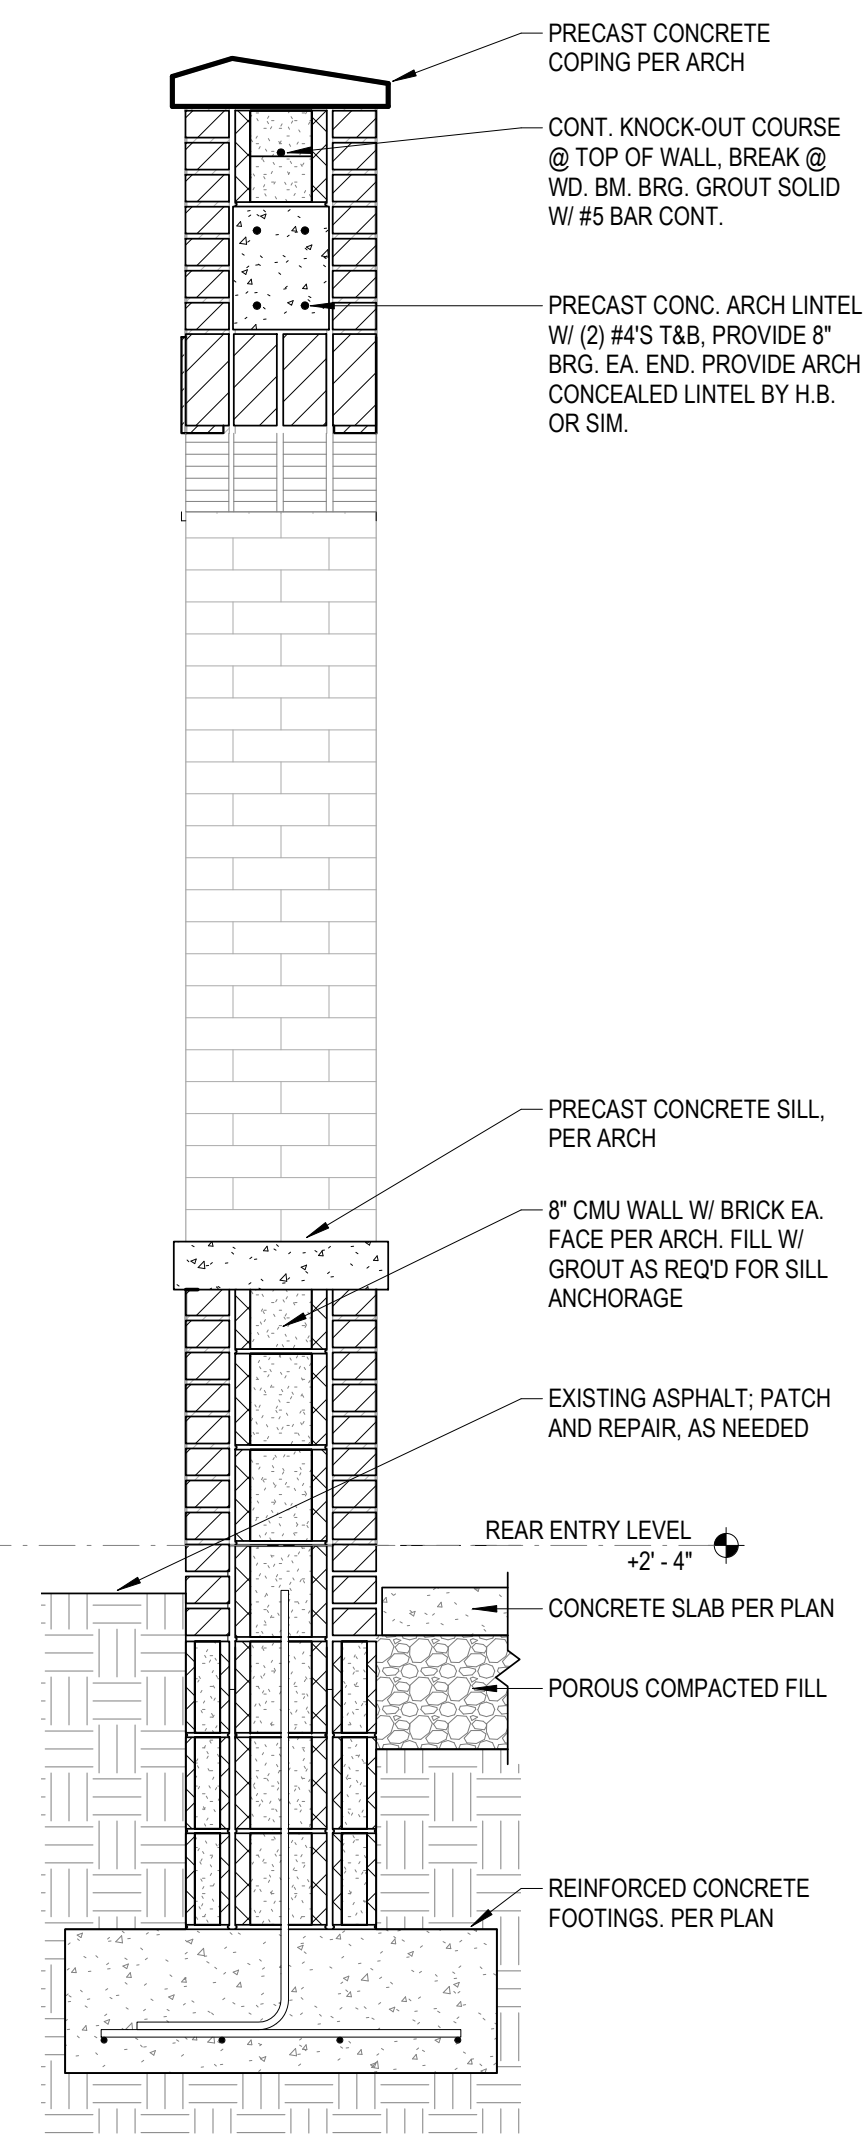 PRECAST CONCRETE
COPING PER ARCH
CONT. KNOCK-OUT COURSE
@ TOP OF WALL, BREAK @
WD. BM. BRG. GROUT SOLID
W/ #5 BAR CONT.
PRECAST CONC. ARCH LINTEL
W/ (2) #4'S T&B, PROVIDE 8"
BRG. EA. END. PROVIDE ARCH
CONCEALED LINTEL BY H.B.
OR SIM.
PRECAST CONCRETE SILL,
PER ARCH
8" CMU WALL W/ BRICK EA.
FACE PER ARCH. FILL W/
GROUT AS REQ'D FOR SILL
ANCHORAGE
EXISTING ASPHALT; PATCH
AND REPAIR, AS NEEDED
REAR ENTRY LEVEL
+2' - 4"
CONCRETE SLAB PER PLAN
POROUS COMPACTED FILL
REINFORCED CONCRETE
FOOTINGS. PER PLAN